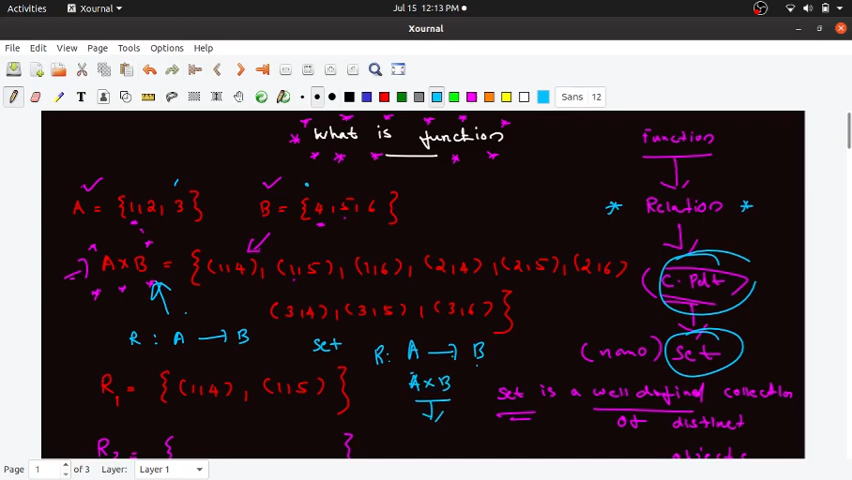 Activities Xournal Jul 15 12:13 PM
Xournal
File Edit View Page Tools Options Help
Sans 12
What is function
Function
A = {1,2,3} B = {4,5,6}
Relation
A×B = {(1,4),(1,5),(1,6),(2,4),(2,5),(2,6)
(3,4),(3,5),(3,6)}
(C. Pdt)
R : A → B
set
R: A → B
(nano) Set
A×B
R1 = {(1,4),(1,5)}
set is a well defined collection
of distinct
objects
R2 = { }
Page 1 of 3 Layer: Layer 1